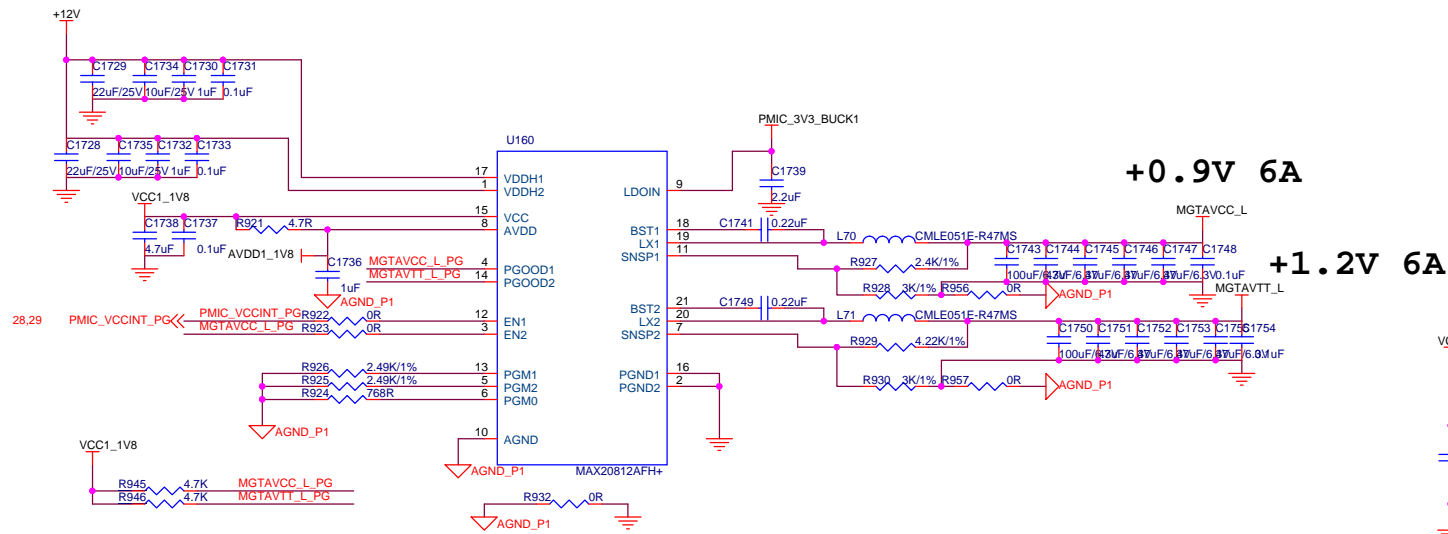 +12V
C1729 C1734 C1730 C1731
22uF/25V 10uF/25V 1uF 0.1uF
C1728 C1735 C1732 C1733
22uF/25V 10uF/25V 1uF 0.1uF
VCC1_1V8
C1738 C1737
4.7uF 0.1uF
R921 4.7R
AVDD1_1V8
C1736
1uF
AGND_P1
MGTAVCC_L_PG
MGTAVTT_L_PG
28,29 PMIC_VCCINT_PG PMIC_VCCINT_PG
R922 0R
MGTAVCC_L_PG
R923 0R
R926 2.49K/1%
R925 2.49K/1%
R924 768R
AGND_P1
AGND_P1
VCC1_1V8
R945 4.7K MGTAVCC_L_PG
R946 4.7K MGTAVTT_L_PG
R932 0R
AGND_P1
U160
17 VDDH1
1 VDDH2
15 VCC
8 AVDD
4 PGOOD1
14 PGOOD2
12 EN1
3 EN2
13 PGM1
5 PGM2
6 PGM0
10 AGND
LDOIN 9
BST1 18
LX1 19
SNSP1 11
BST2 21
LX2 20
SNSP2 7
PGND1 16
PGND2 2
MAX20812AFH+
PMIC_3V3_BUCK1
C1739
2.2uF
C1741 0.22uF
L70 CMLE051E-R47MS
R927 2.4K/1%
R928 3K/1% R956 0R
AGND_P1
+0.9V 6A
MGTAVCC_L
C1743 C1744 C1745 C1746 C1747 C1748
0.1uF
C1749 0.22uF
L71 CMLE051E-R47MS
R929 4.22K/1%
R930 3K/1% R957 0R
AGND_P1
+1.2V 6A
MGTAVTT_L
C1750 C1751 C1752 C1753 C1754